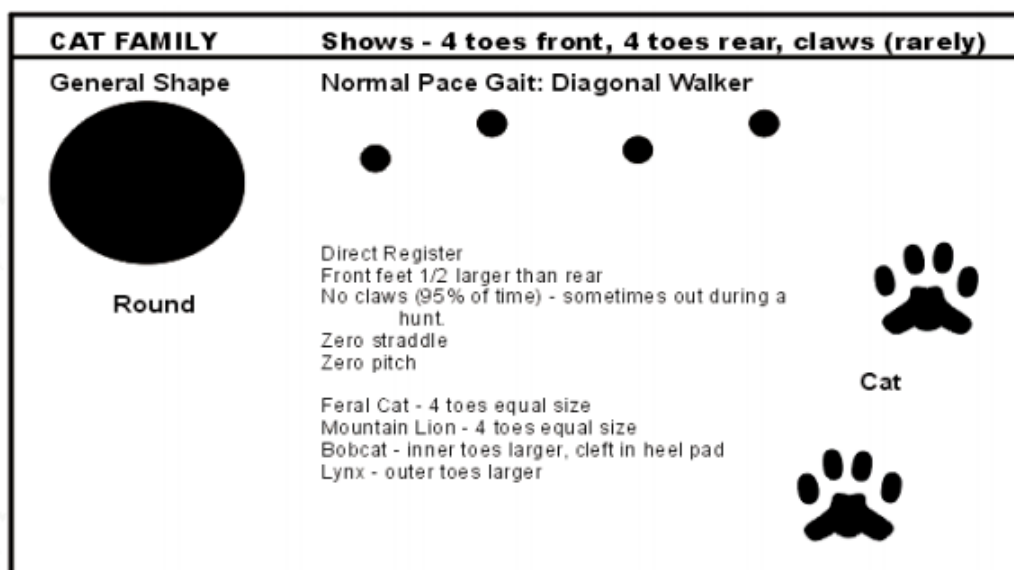 CAT FAMILY
Shows - 4 toes front, 4 toes rear, claws (rarely)
General Shape
Normal Pace Gait: Diagonal Walker
Round
Direct Register
Front feet 1/2 larger than rear
No claws (95% of time) - sometimes out during a
hunt.
Zero straddle
Zero pitch
Feral Cat - 4 toes equal size
Mountain Lion - 4 toes equal size
Bobcat - inner toes larger, cleft in heel pad
Lynx - outer toes larger
Cat